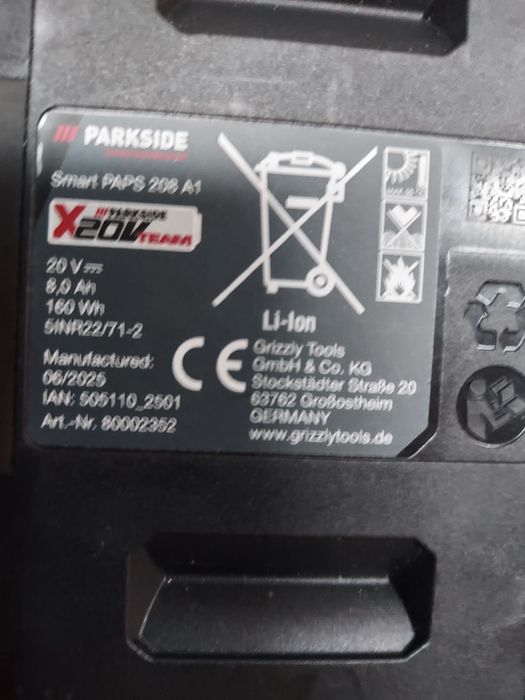 PARKSIDE
Smart PAPS 208 A1
PARKSIDE
X20V TEAM
20 V
8,0 Ah
160 Wh
5INR22/71-2
Manufactured:
06/2025
IAN: 505110_2501
Art.-Nr. 80002352
Li-Ion
CE
Grizzly Tools
GmbH & Co. KG
Stockstädter Straße 20
63762 Großostheim
GERMANY
www.grizzlytools.de